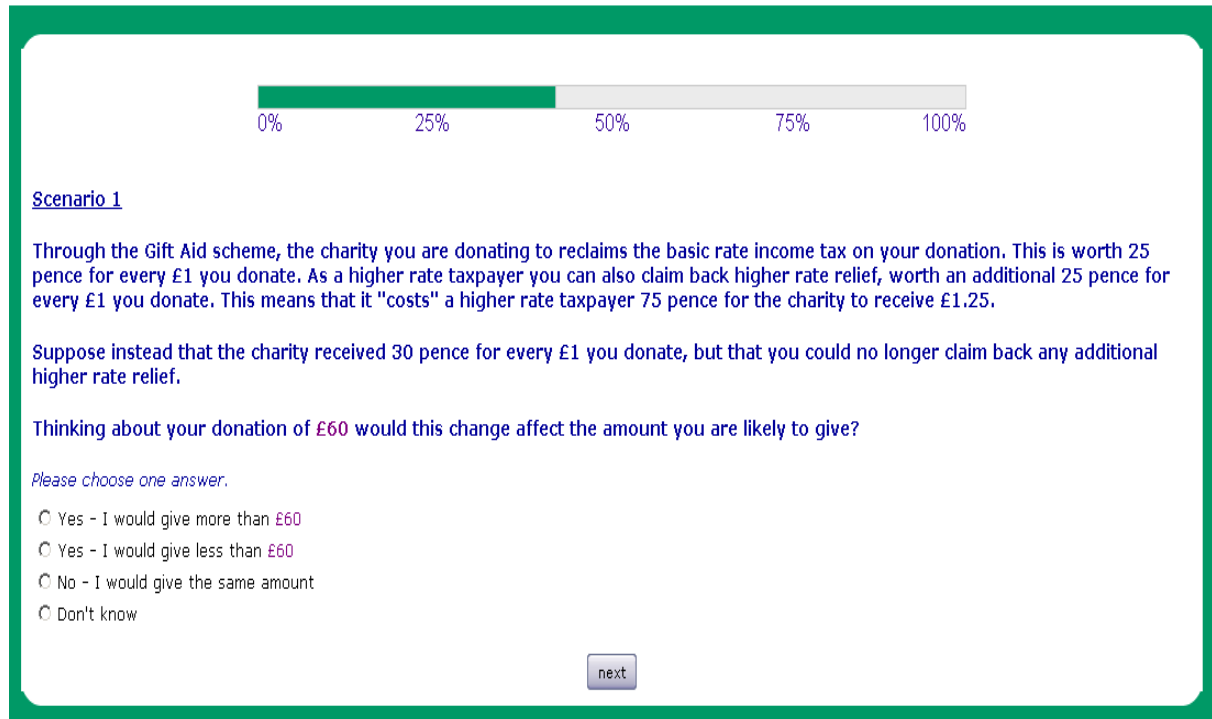 0% 25% 50% 75% 100%
Scenario 1
Through the Gift Aid scheme, the charity you are donating to reclaims the basic rate income tax on your donation. This is worth 25
pence for every £1 you donate. As a higher rate taxpayer you can also claim back higher rate relief, worth an additional 25 pence for
every £1 you donate. This means that it "costs" a higher rate taxpayer 75 pence for the charity to receive £1.25.
Suppose instead that the charity received 30 pence for every £1 you donate, but that you could no longer claim back any additional
higher rate relief.
Thinking about your donation of £60 would this change affect the amount you are likely to give?
Please choose one answer.
Yes - I would give more than £60
Yes - I would give less than £60
No - I would give the same amount
Don't know
next